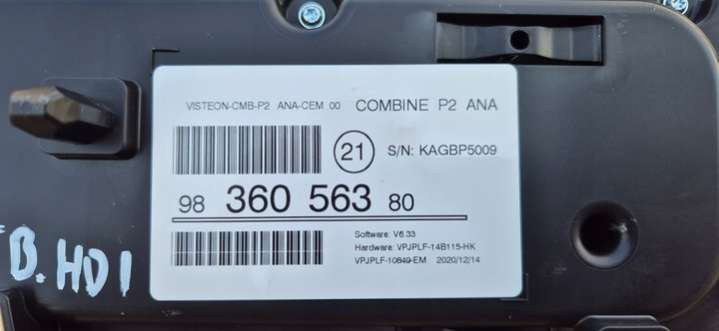 VISTEON-CMB-P2 ANA-CEM 00 COMBINE P2 ANA
21 S/N: KAGBP5009
98 360 563 80
Software: V6.33
Hardware: VPJPLF-14B115-HK
VPJPLF-10849-EM 2020/12/14
B.HDI